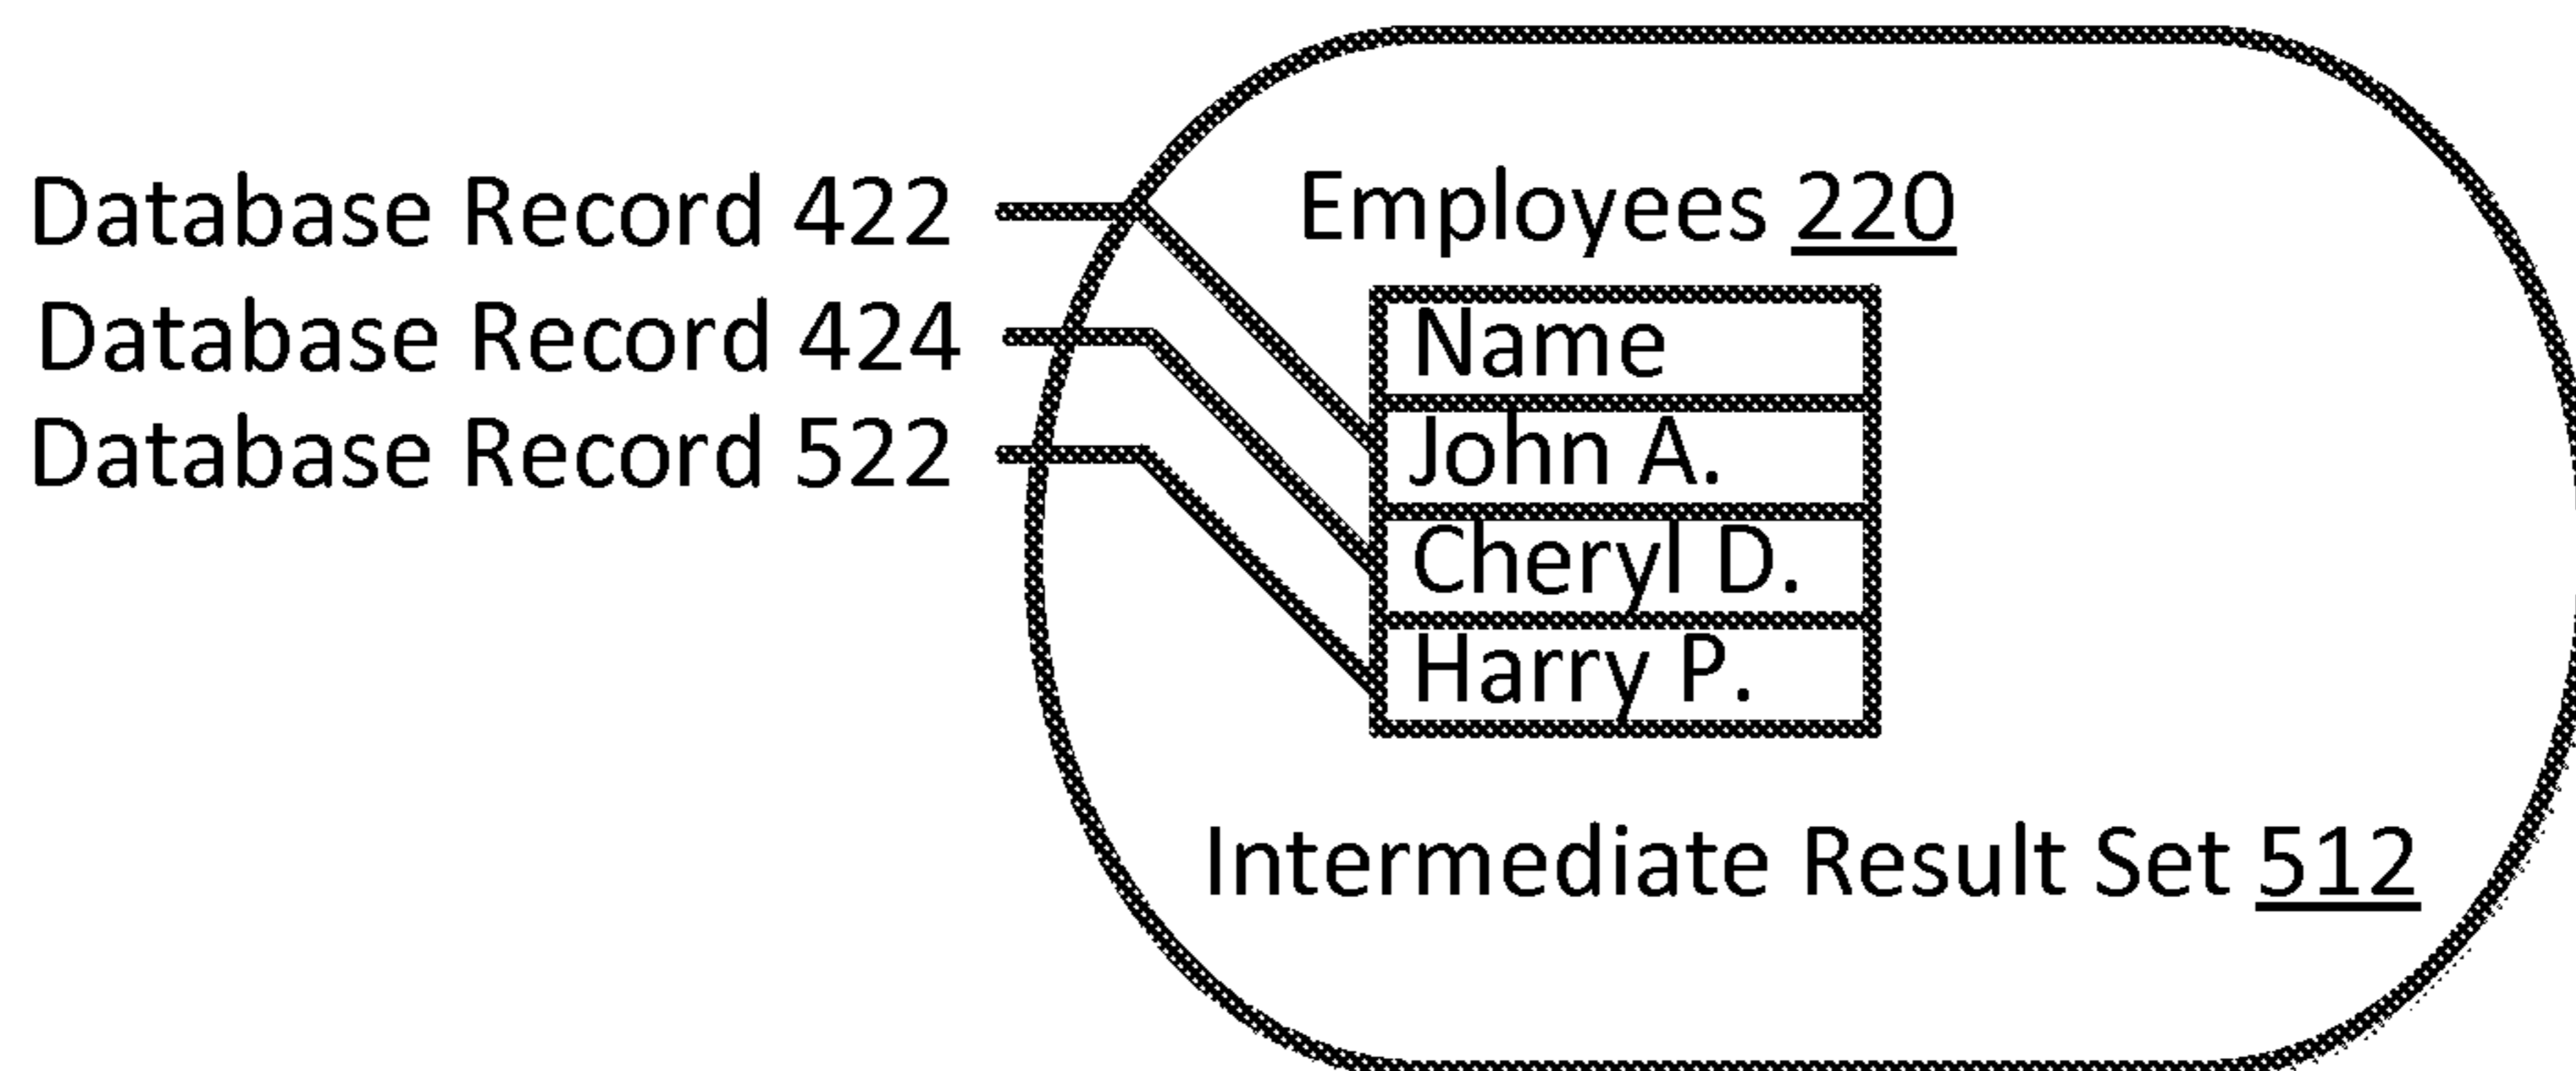 Database Record 422
Database Record 424
Database Record 522
Employees 220
Name
John A.
Cheryl D.
Harry P.
Intermediate Result Set 512